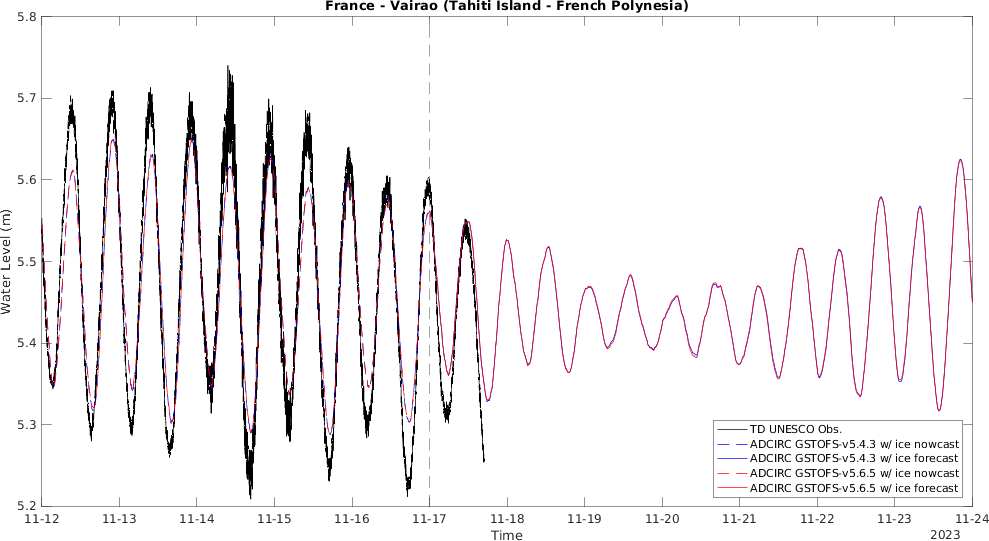 France - Vairao (Tahiti Island - French Polynesia)
5.8
5.7
5.6
5.5
5.4
5.3
5.2
Water Level (m)
TD UNESCO Obs.
ADCIRC GSTOFS-v5.4.3 w/ ice nowcast
ADCIRC GSTOFS-v5.4.3 w/ ice forecast
ADCIRC GSTOFS-v5.6.5 w/ ice nowcast
ADCIRC GSTOFS-v5.6.5 w/ ice forecast
11-12 11-13 11-14 11-15 11-16 11-17 11-18 11-19 11-20 11-21 11-22 11-23 11-24
Time
2023